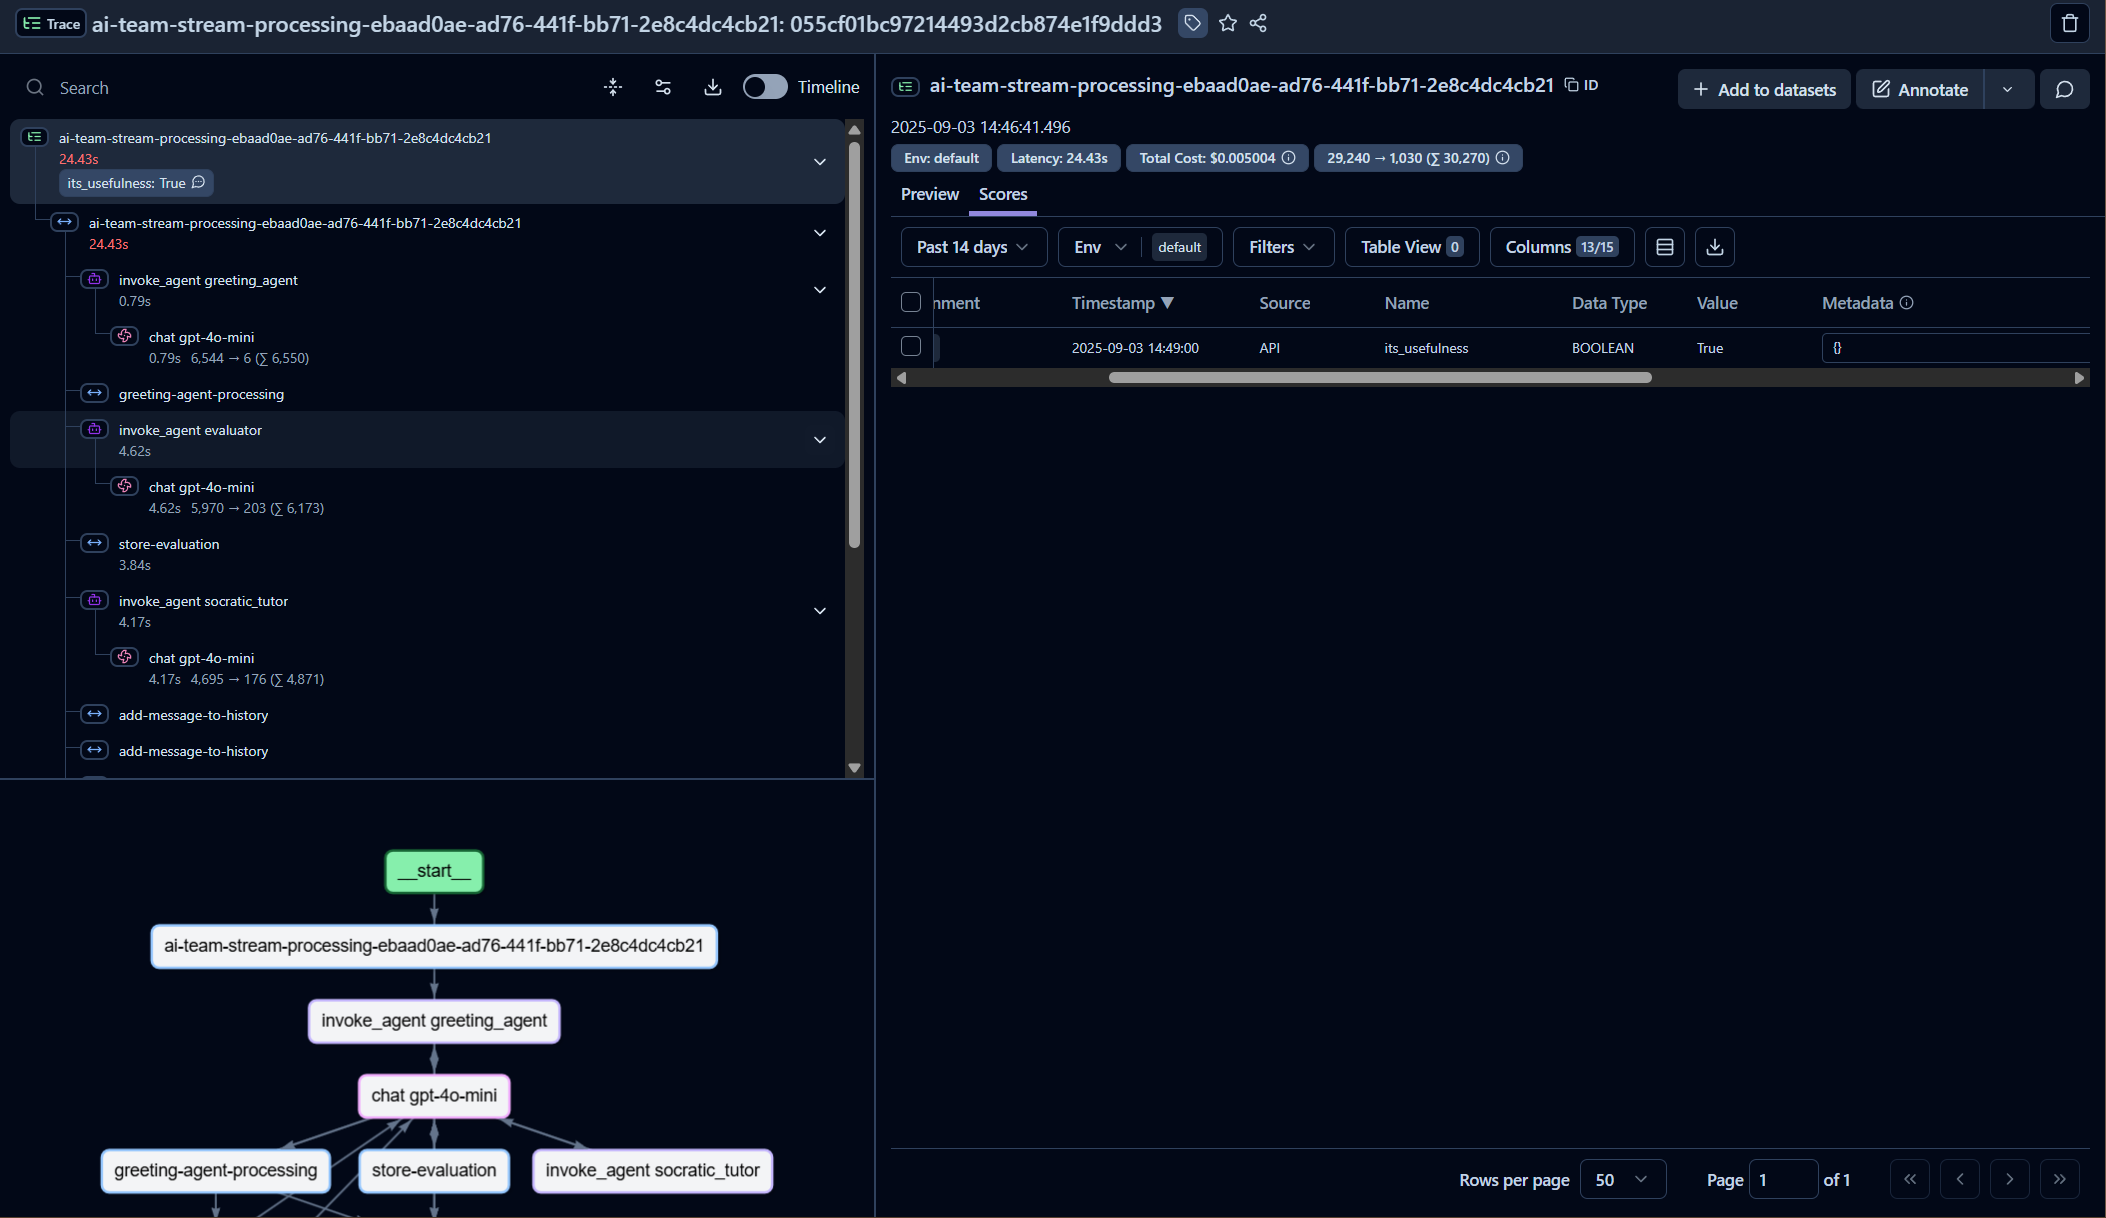 Trace ai-team-stream-processing-ebaad0ae-ad76-441f-bb71-2e8c4dc4cb21: 055cf01bc97214493d2cb874e1f9ddd3
Search
Timeline
ai-team-stream-processing-ebaad0ae-ad76-441f-bb71-2e8c4dc4cb21
24.43s
its_usefulness: True
ai-team-stream-processing-ebaad0ae-ad76-441f-bb71-2e8c4dc4cb21
24.43s
invoke_agent greeting_agent
0.79s
chat gpt-4o-mini
0.79s 6,544 → 6 (∑ 6,550)
greeting-agent-processing
invoke_agent evaluator
4.62s
chat gpt-4o-mini
4.62s 5,970 → 203 (∑ 6,173)
store-evaluation
3.84s
invoke_agent socratic_tutor
4.17s
chat gpt-4o-mini
4.17s 4,695 → 176 (∑ 4,871)
add-message-to-history
add-message-to-history
__start__
ai-team-stream-processing-ebaad0ae-ad76-441f-bb71-2e8c4dc4cb21
invoke_agent greeting_agent
chat gpt-4o-mini
greeting-agent-processing store-evaluation invoke_agent socratic_tutor
ai-team-stream-processing-ebaad0ae-ad76-441f-bb71-2e8c4dc4cb21 ID
Add to datasets Annotate
2025-09-03 14:46:41.496
Env: default Latency: 24.43s Total Cost: $0.005004 29,240 → 1,030 (∑ 30,270)
Preview Scores
Past 14 days Env default Filters Table View 0 Columns 13/15
nment Timestamp ▼ Source Name Data Type Value Metadata
2025-09-03 14:49:00 API its_usefulness BOOLEAN True {}
Rows per page 50 Page 1 of 1